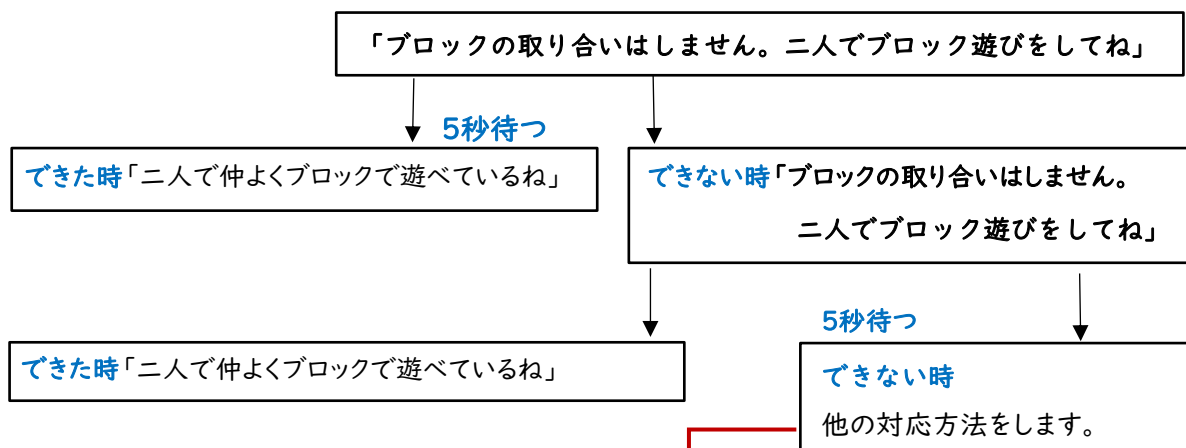 「ブロックの取り合いはしません。二人でブロック遊びをしてね」
5秒待つ
できた時「二人で仲よくブロックで遊べているね」
できない時「ブロックの取り合いはしません。
二人でブロック遊びをしてね」
5秒待つ
できた時「二人で仲よくブロックで遊べているね」
できない時
他の対応方法をします。